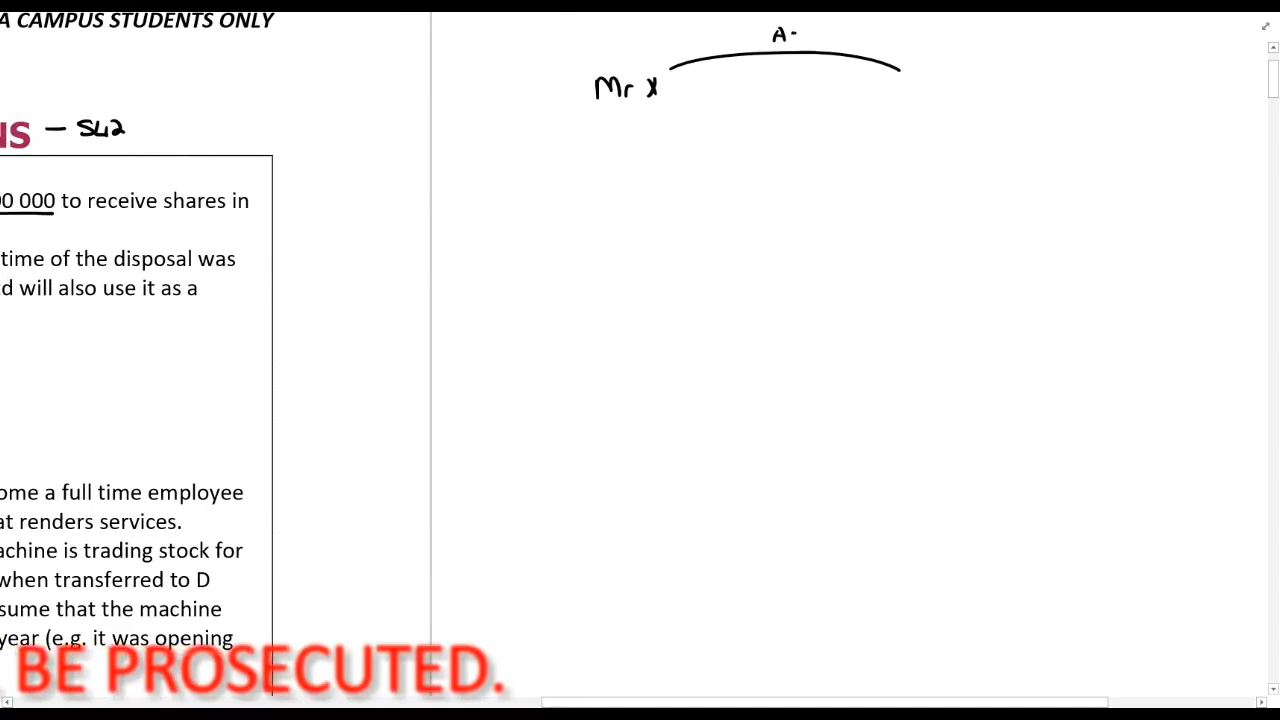 A CAMPUS STUDENTS ONLY
NS - S42
00 000 to receive shares in
time of the disposal was
td will also use it as a
ome a full time employee
at renders services.
achine is trading stock for
when transferred to D
sume that the machine
year (e.g. it was opening
BE PROSECUTED.
A-
Mr X